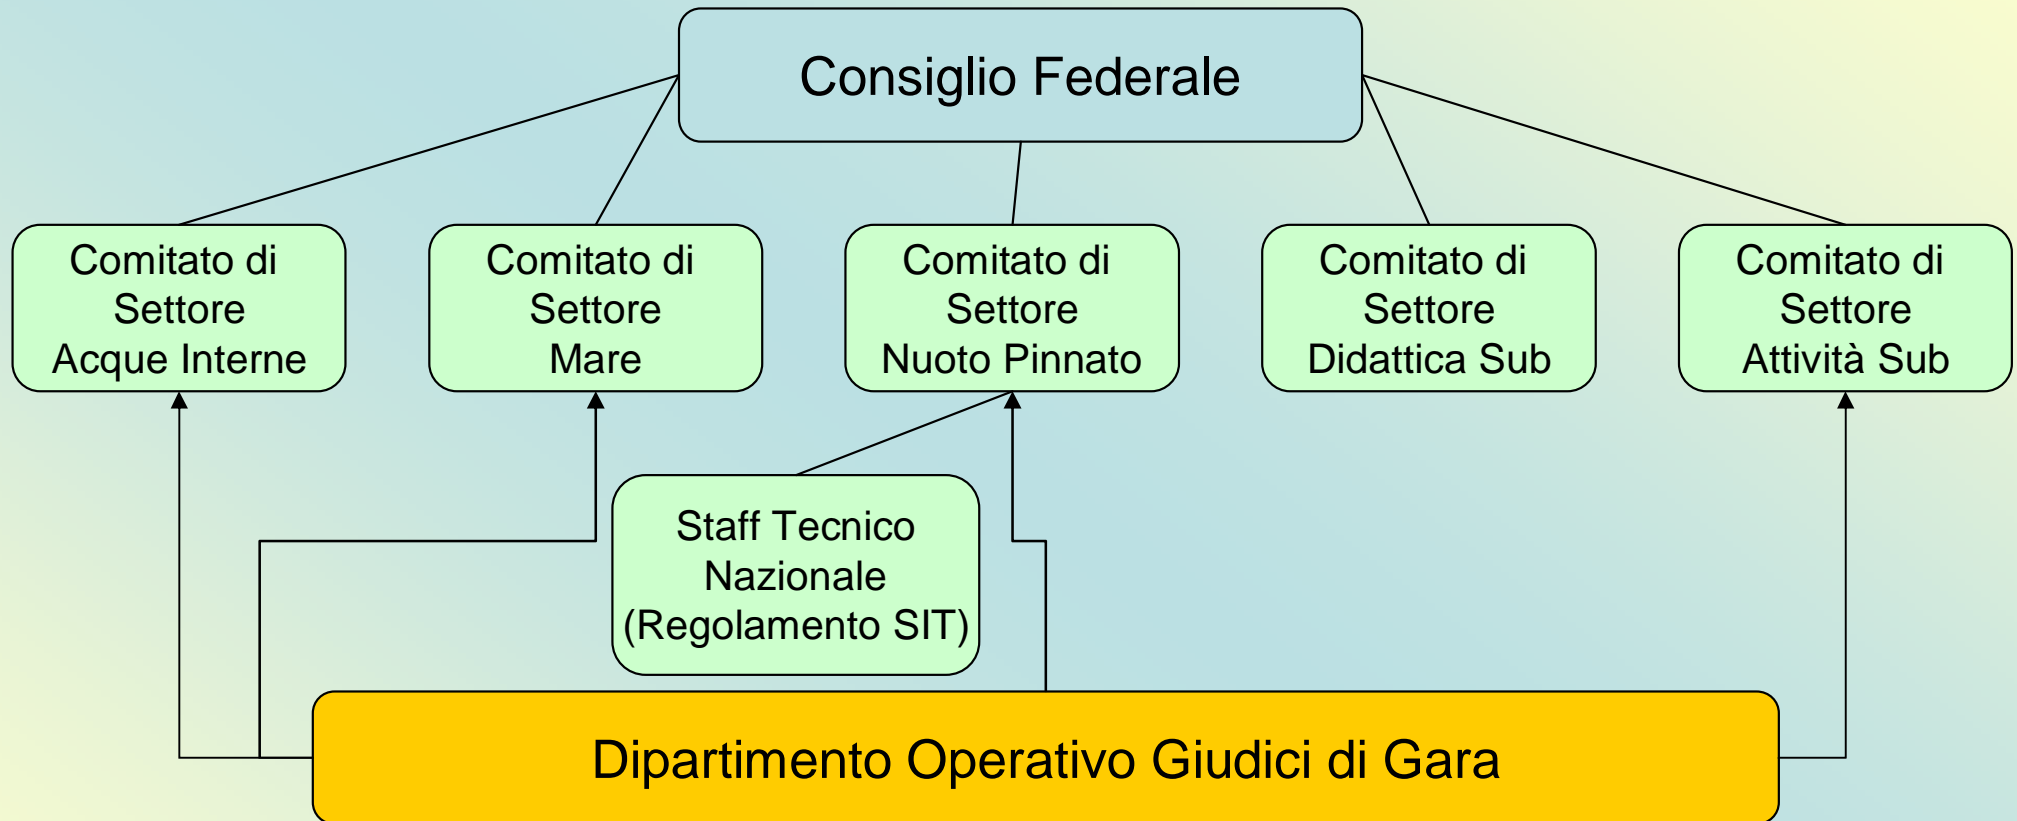 Consiglio Federale
Comitato di
Settore
Acque Interne
Comitato di
Settore
Mare
Comitato di
Settore
Nuoto Pinnato
Comitato di
Settore
Didattica Sub
Comitato di
Settore
Attività Sub
Staff Tecnico
Nazionale
(Regolamento SIT)
Dipartimento Operativo Giudici di Gara